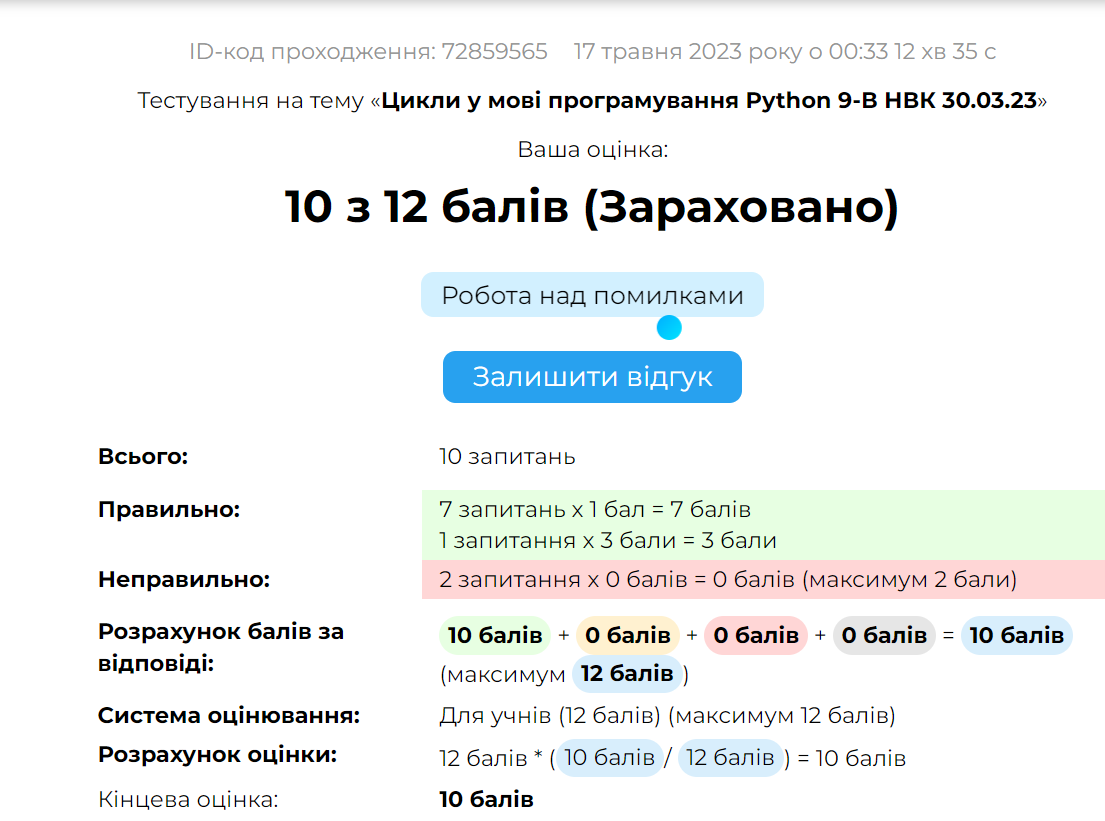 ID-код проходження: 72859565 17 травня 2023 року о 00:33 12 хв 35 с
Тестування на тему «Цикли у мові програмування Python 9-В НВК 30.03.23»
Ваша оцінка:
10 з 12 балів (Зараховано)
Робота над помилками
Залишити відгук
Всього: 10 запитань
Правильно: 7 запитань x 1 бал = 7 балів
1 запитання x 3 бали = 3 бали
Неправильно: 2 запитання x 0 балів = 0 балів (максимум 2 бали)
Розрахунок балів за відповіді: 10 балів + 0 балів + 0 балів + 0 балів = 10 балів
(максимум 12 балів)
Система оцінювання: Для учнів (12 балів) (максимум 12 балів)
Розрахунок оцінки: 12 балів * (10 балів / 12 балів) = 10 балів
Кінцева оцінка: 10 балів